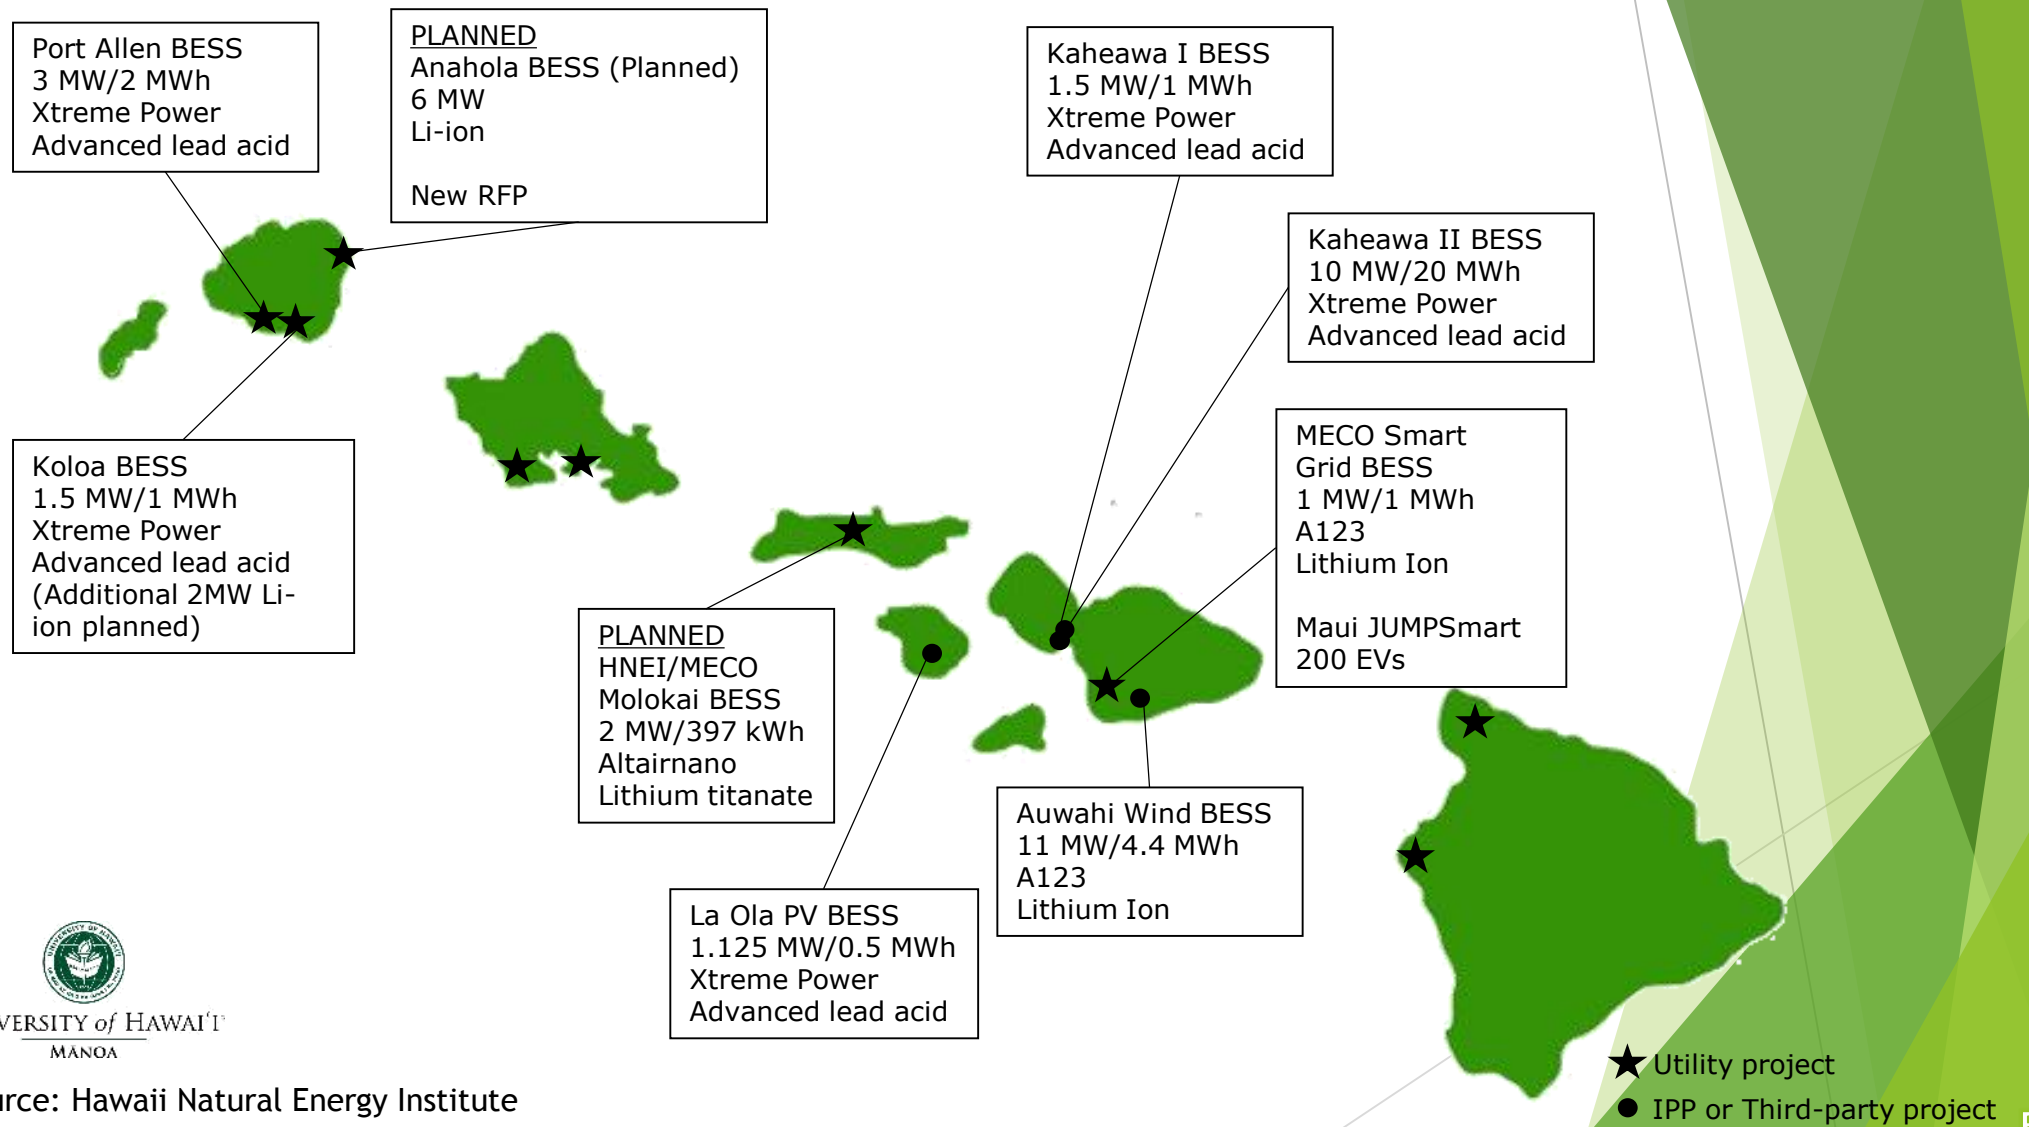 Port Allen BESS
3 MW/2 MWh
Xtreme Power
Advanced lead acid
PLANNED
Anahola BESS (Planned)
6 MW
Li-ion
New RFP
Kaheawa I BESS
1.5 MW/1 MWh
Xtreme Power
Advanced lead acid
Kaheawa II BESS
10 MW/20 MWh
Xtreme Power
Advanced lead acid
Koloa BESS
1.5 MW/1 MWh
Xtreme Power
Advanced lead acid
(Additional 2MW Li-
ion planned)
MECO Smart
Grid BESS
1 MW/1 MWh
A123
Lithium Ion
Maui JUMPSmart
200 EVs
PLANNED
HNEI/MECO
Molokai BESS
2 MW/397 kWh
Altairnano
Lithium titanate
Auwahi Wind BESS
11 MW/4.4 MWh
A123
Lithium Ion
La Ola PV BESS
1.125 MW/0.5 MWh
Xtreme Power
Advanced lead acid
VERSITY of HAWAI‘I
MĀNOA
urce: Hawaii Natural Energy Institute
Utility project
IPP or Third-party project